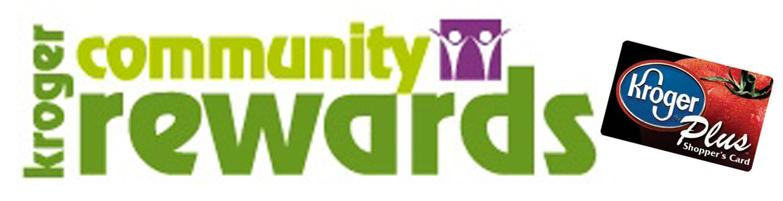 kroger
community
rewards
Kroger
Plus
Shopper's Card